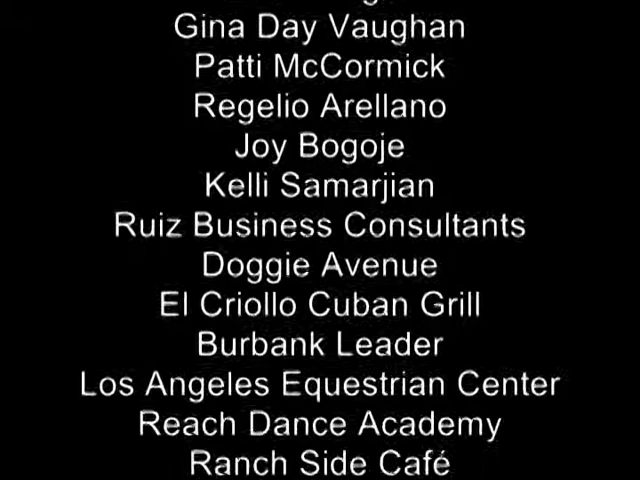 Gina Day Vaughan
Patti McCormick
Regelio Arellano
Joy Bogoje
Kelli Samarjian
Ruiz Business Consultants
Doggie Avenue
El Criollo Cuban Grill
Burbank Leader
Los Angeles Equestrian Center
Reach Dance Academy
Ranch Side Café